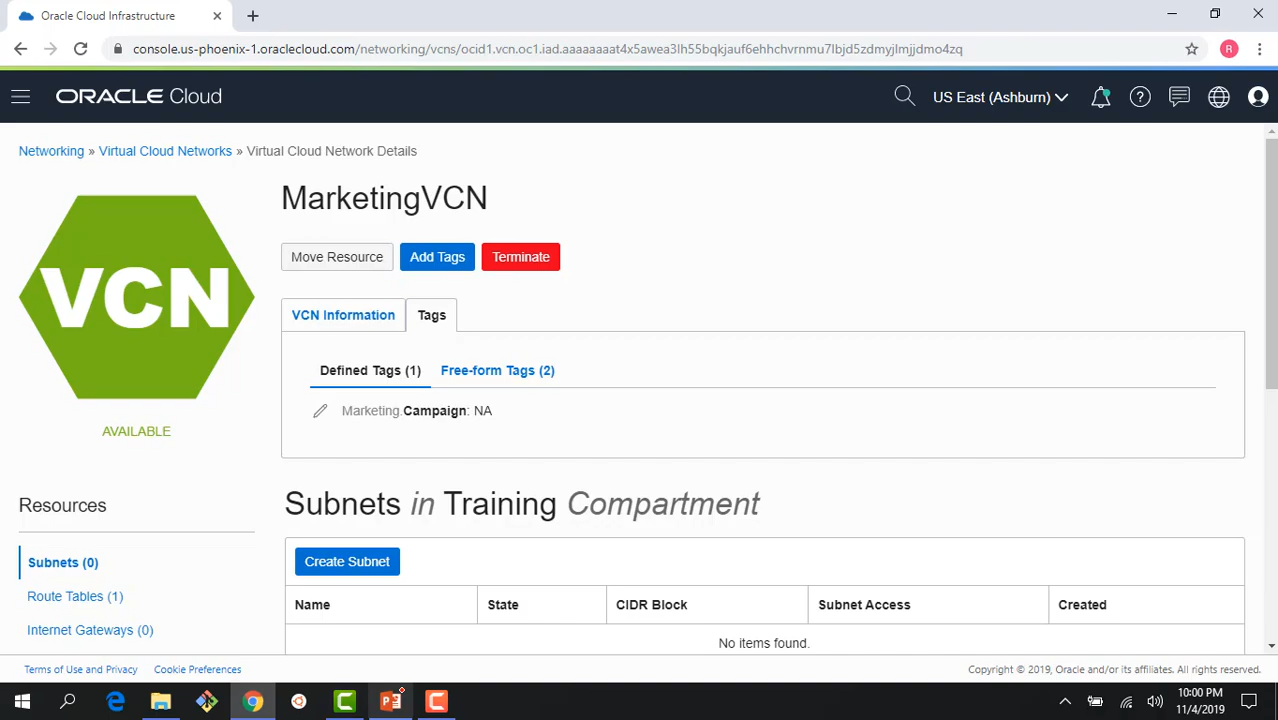 Oracle Cloud Infrastructure
console.us-phoenix-1.oraclecloud.com/networking/vcns/ocid1.vcn.oc1.iad.aaaaaaaat4x5awea3lh55bqkjauf6ehhchvrnmu7lbjd5zdmyjlmjjdmo4zq
R
ORACLE Cloud
US East (Ashburn)
Networking » Virtual Cloud Networks » Virtual Cloud Network Details
VCN
AVAILABLE
MarketingVCN
Move Resource Add Tags Terminate
VCN Information Tags
Defined Tags (1) Free-form Tags (2)
Marketing.Campaign: NA
Resources
Subnets (0)
Route Tables (1)
Internet Gateways (0)
Subnets in Training Compartment
Create Subnet
Name State CIDR Block Subnet Access Created
No items found.
Terms of Use and Privacy Cookie Preferences
Copyright © 2019, Oracle and/or its affiliates. All rights reserved.
10:00 PM
11/4/2019